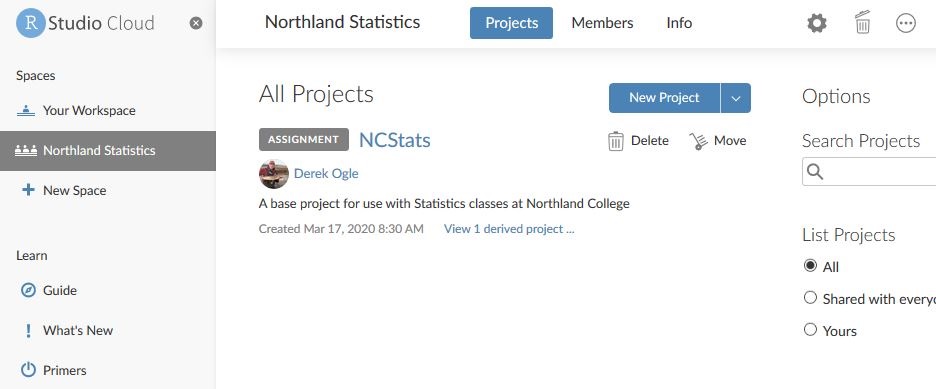 R Studio Cloud
Northland Statistics
Projects
Members
Info
Spaces
Your Workspace
Northland Statistics
New Space
Learn
Guide
What's New
Primers
All Projects
New Project
ASSIGNMENT NCStats
Delete
Move
Derek Ogle
A base project for use with Statistics classes at Northland College
Created Mar 17, 2020 8:30 AM View 1 derived project ...
Options
Search Projects
List Projects
All
Shared with everyo
Yours